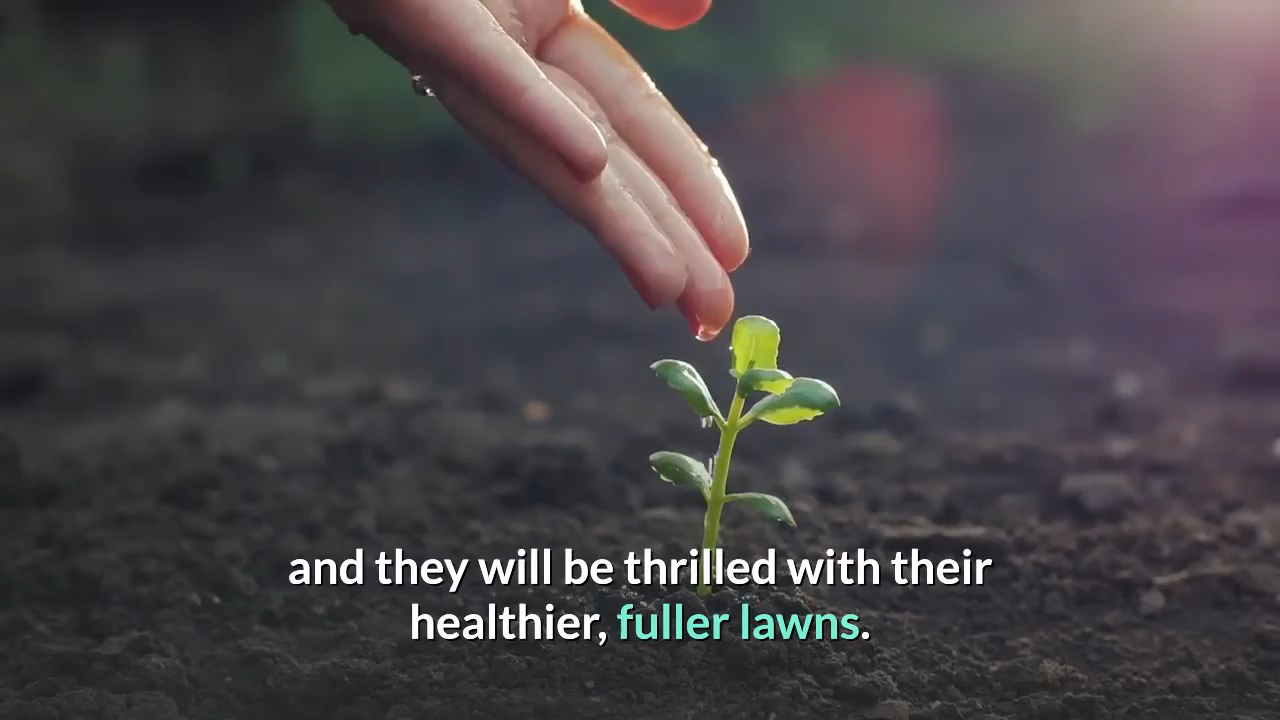 and they will be thrilled with their
healthier, fuller lawns.